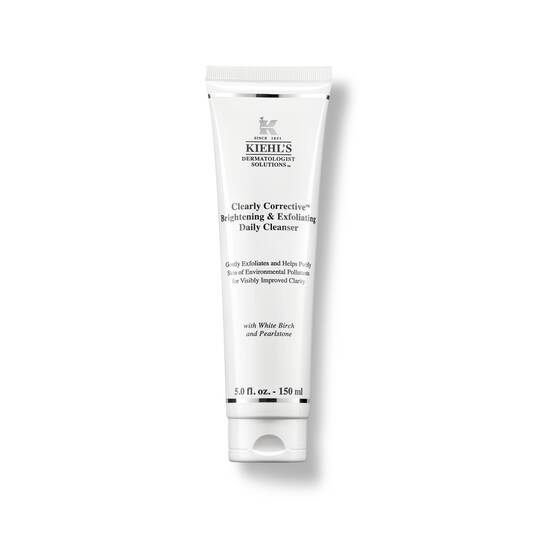 K
SINCE 1851
KIEHL'S
DERMATOLOGIST
SOLUTIONS™
Clearly Corrective™
Brightening & Exfoliating
Daily Cleanser
Gently Exfoliates and Helps Purify
Skin of Environmental Pollutants
for Visibly Improved Clarity
with White Birch
and Pearlstone
5.0 fl. oz. - 150 ml